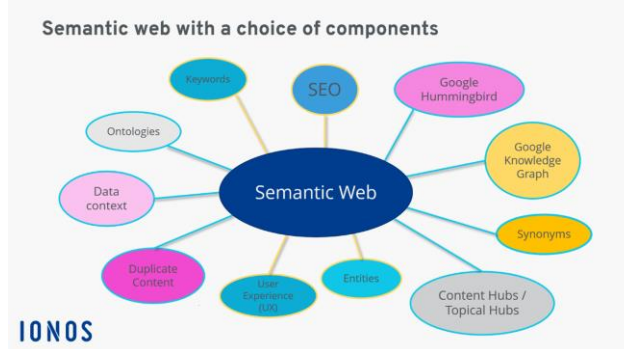 Semantic web with a choice of components
Keywords
SEO
Google
Hummingbird
Ontologies
Google
Knowledge
Graph
Data
context
Semantic Web
Synonyms
Duplicate
Content
User
Experience
(UX)
Entities
Content Hubs /
Topical Hubs
IONOS